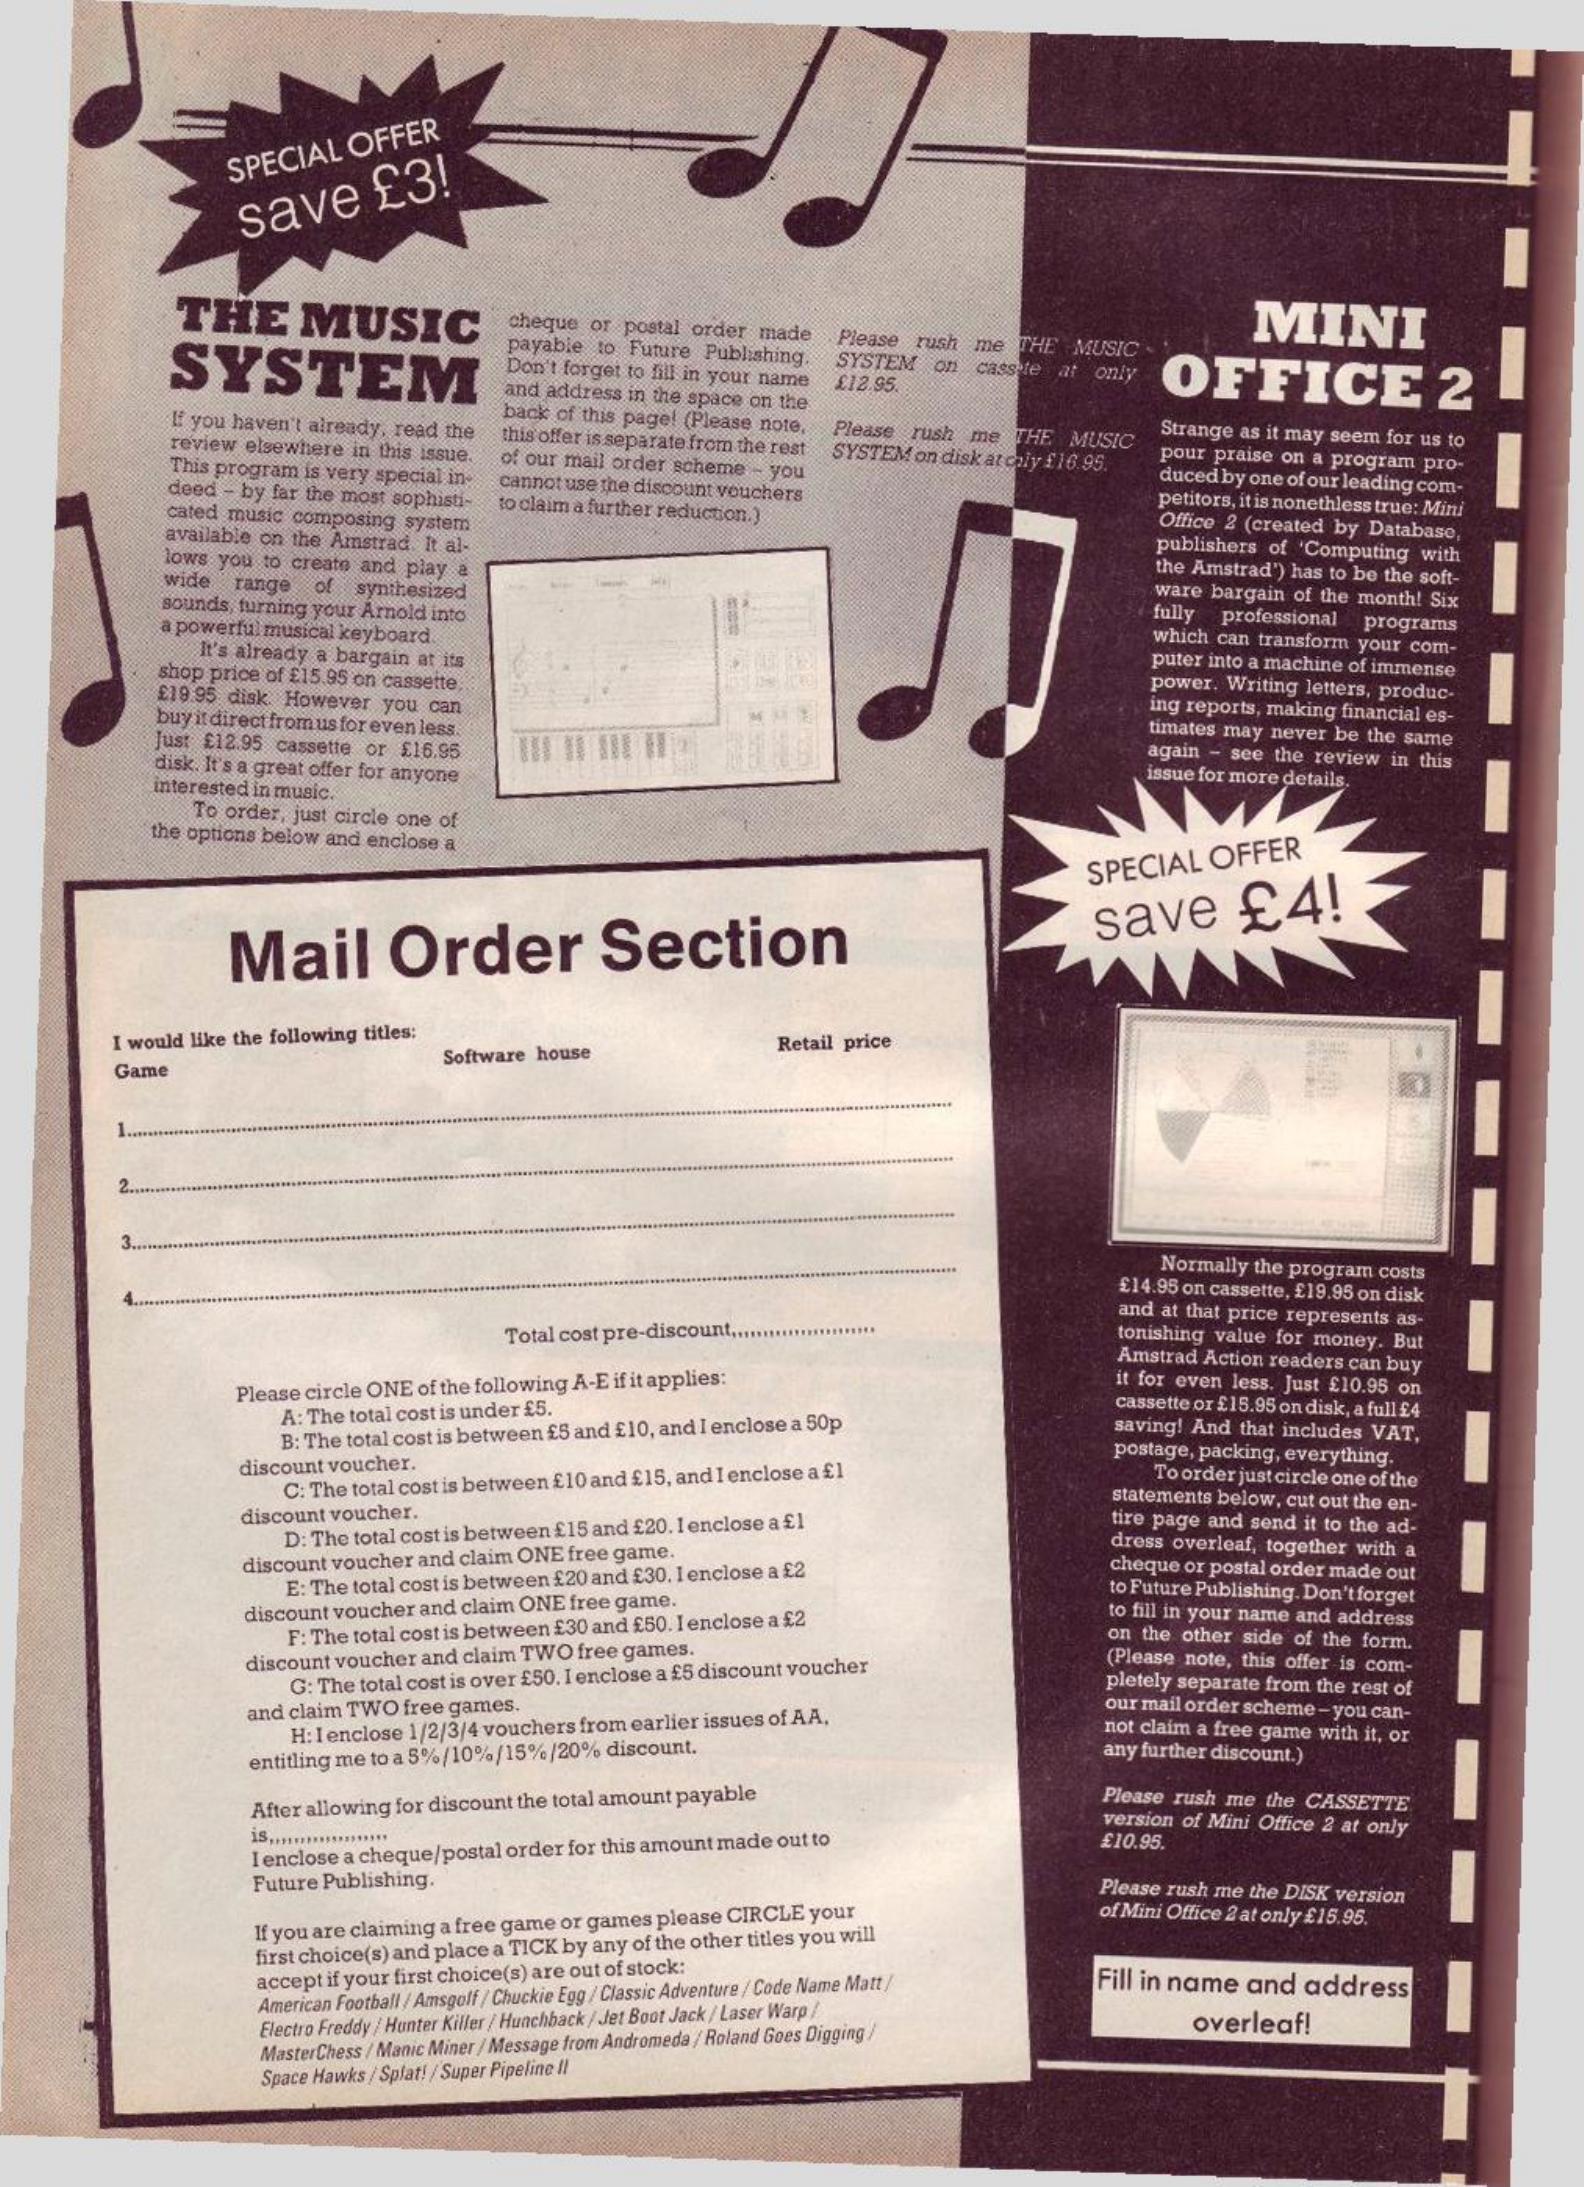 SPECIAL OFFER
save £3!
THE MUSIC
SYSTEM
If you haven't already, read the
review elsewhere in this issue.
This program is very special in-
deed – by far the most sophisti-
cated music composing system
available on the Amstrad. It al-
lows you to create and play a
wide range of synthesized
sounds, turning your Arnold into
a powerful musical keyboard.
It's already a bargain at its
shop price of £15.95 on cassette,
£19.95 disk. However you can
buy it direct from us for even less.
Just £12.95 cassette or £16.95
disk. It's a great offer for anyone
interested in music.
To order, just circle one of
the options below and enclose a
cheque or postal order made
payable to Future Publishing.
Don't forget to fill in your name
and address in the space on the
back of this page! (Please note,
this offer is separate from the rest
of our mail order scheme – you
cannot use the discount vouchers
to claim a further reduction.)
Please rush me THE MUSIC
SYSTEM on cassette at only
£12.95.
Please rush me THE MUSIC
SYSTEM on disk at only £16.95.
MINI
OFFICE 2
Strange as it may seem for us to
pour praise on a program pro-
duced by one of our leading com-
petitors, it is nonethless true: Mini
Office 2 (created by Database,
publishers of 'Computing with
the Amstrad') has to be the soft-
ware bargain of the month! Six
fully professional programs
which can transform your com-
puter into a machine of immense
power. Writing letters, produc-
ing reports, making financial es-
timates may never be the same
again – see the review in this
issue for more details.
SPECIAL OFFER
save £4!
Normally the program costs
£14.95 on cassette, £19.95 on disk
and at that price represents as-
tonishing value for money. But
Amstrad Action readers can buy
it for even less. Just £10.95 on
cassette or £15.95 on disk, a full £4
saving! And that includes VAT,
postage, packing, everything.
To order just circle one of the
statements below, cut out the en-
tire page and send it to the ad-
dress overleaf, together with a
cheque or postal order made out
to Future Publishing. Don't forget
to fill in your name and address
on the other side of the form.
(Please note, this offer is com-
pletely separate from the rest of
our mail order scheme – you can-
not claim a free game with it, or
any further discount.)
Please rush me the CASSETTE
version of Mini Office 2 at only
£10.95.
Please rush me the DISK version
of Mini Office 2 at only £15.95.
Fill in name and address
overleaf!
Mail Order Section
I would like the following titles:
Game Software house Retail price
1.
2.
3.
4.
Total cost pre-discount
Please circle ONE of the following A-E if it applies:
A: The total cost is under £5.
B: The total cost is between £5 and £10, and I enclose a 50p
discount voucher.
C: The total cost is between £10 and £15, and I enclose a £1
discount voucher.
D: The total cost is between £15 and £20. I enclose a £1
discount voucher and claim ONE free game.
E: The total cost is between £20 and £30. I enclose a £2
discount voucher and claim ONE free game.
F: The total cost is between £30 and £50. I enclose a £2
discount voucher and claim TWO free games.
G: The total cost is over £50. I enclose a £5 discount voucher
and claim TWO free games.
H: I enclose 1/2/3/4 vouchers from earlier issues of AA,
entitling me to a 5%/10%/15%/20% discount.
After allowing for discount the total amount payable
is
I enclose a cheque/postal order for this amount made out to
Future Publishing.
If you are claiming a free game or games please CIRCLE your
first choice(s) and place a TICK by any of the other titles you will
accept if your first choice(s) are out of stock:
American Football / Amsgolf / Chuckie Egg / Classic Adventure / Code Name Matt /
Electro Freddy / Hunter Killer / Hunchback / Jet Boot Jack / Laser Warp /
MasterChess / Manic Miner / Message from Andromeda / Roland Goes Digging /
Space Hawks / Splat! / Super Pipeline II